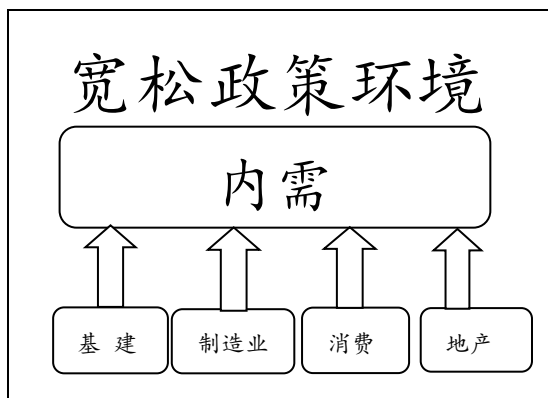 宽松政策环境
内需
基 建 制造业 消费 地产